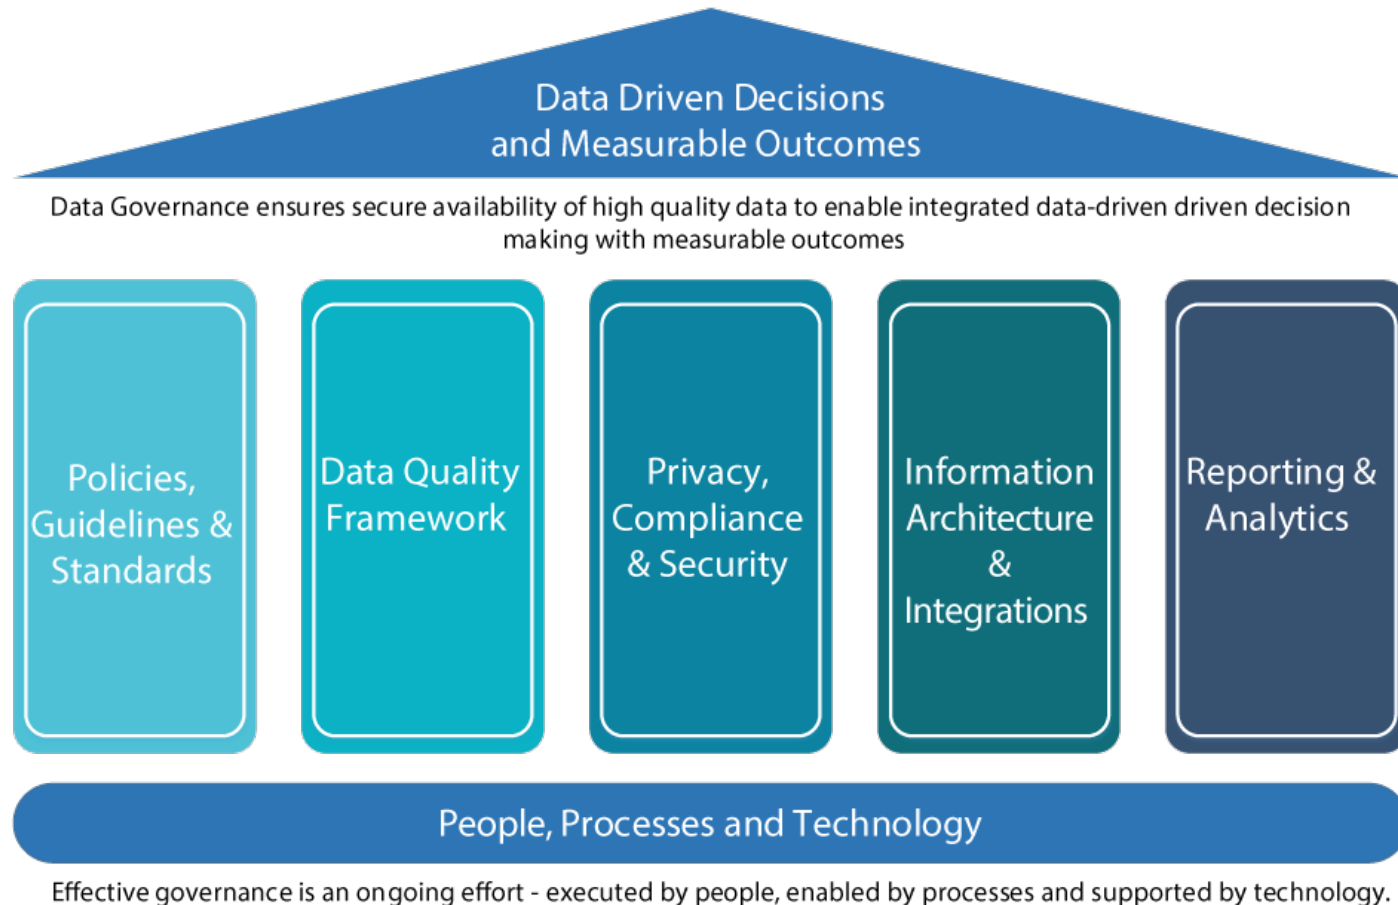 Data Driven Decisions
and Measurable Outcomes
Data Governance ensures secure availability of high quality data to enable integrated data-driven driven decision
making with measurable outcomes
Policies,
Guidelines &
Standards
Data Quality
Framework
Privacy,
Compliance
& Security
Information
Architecture
&
Integrations
Reporting &
Analytics
People, Processes and Technology
Effective governance is an ongoing effort - executed by people, enabled by processes and supported by technology.